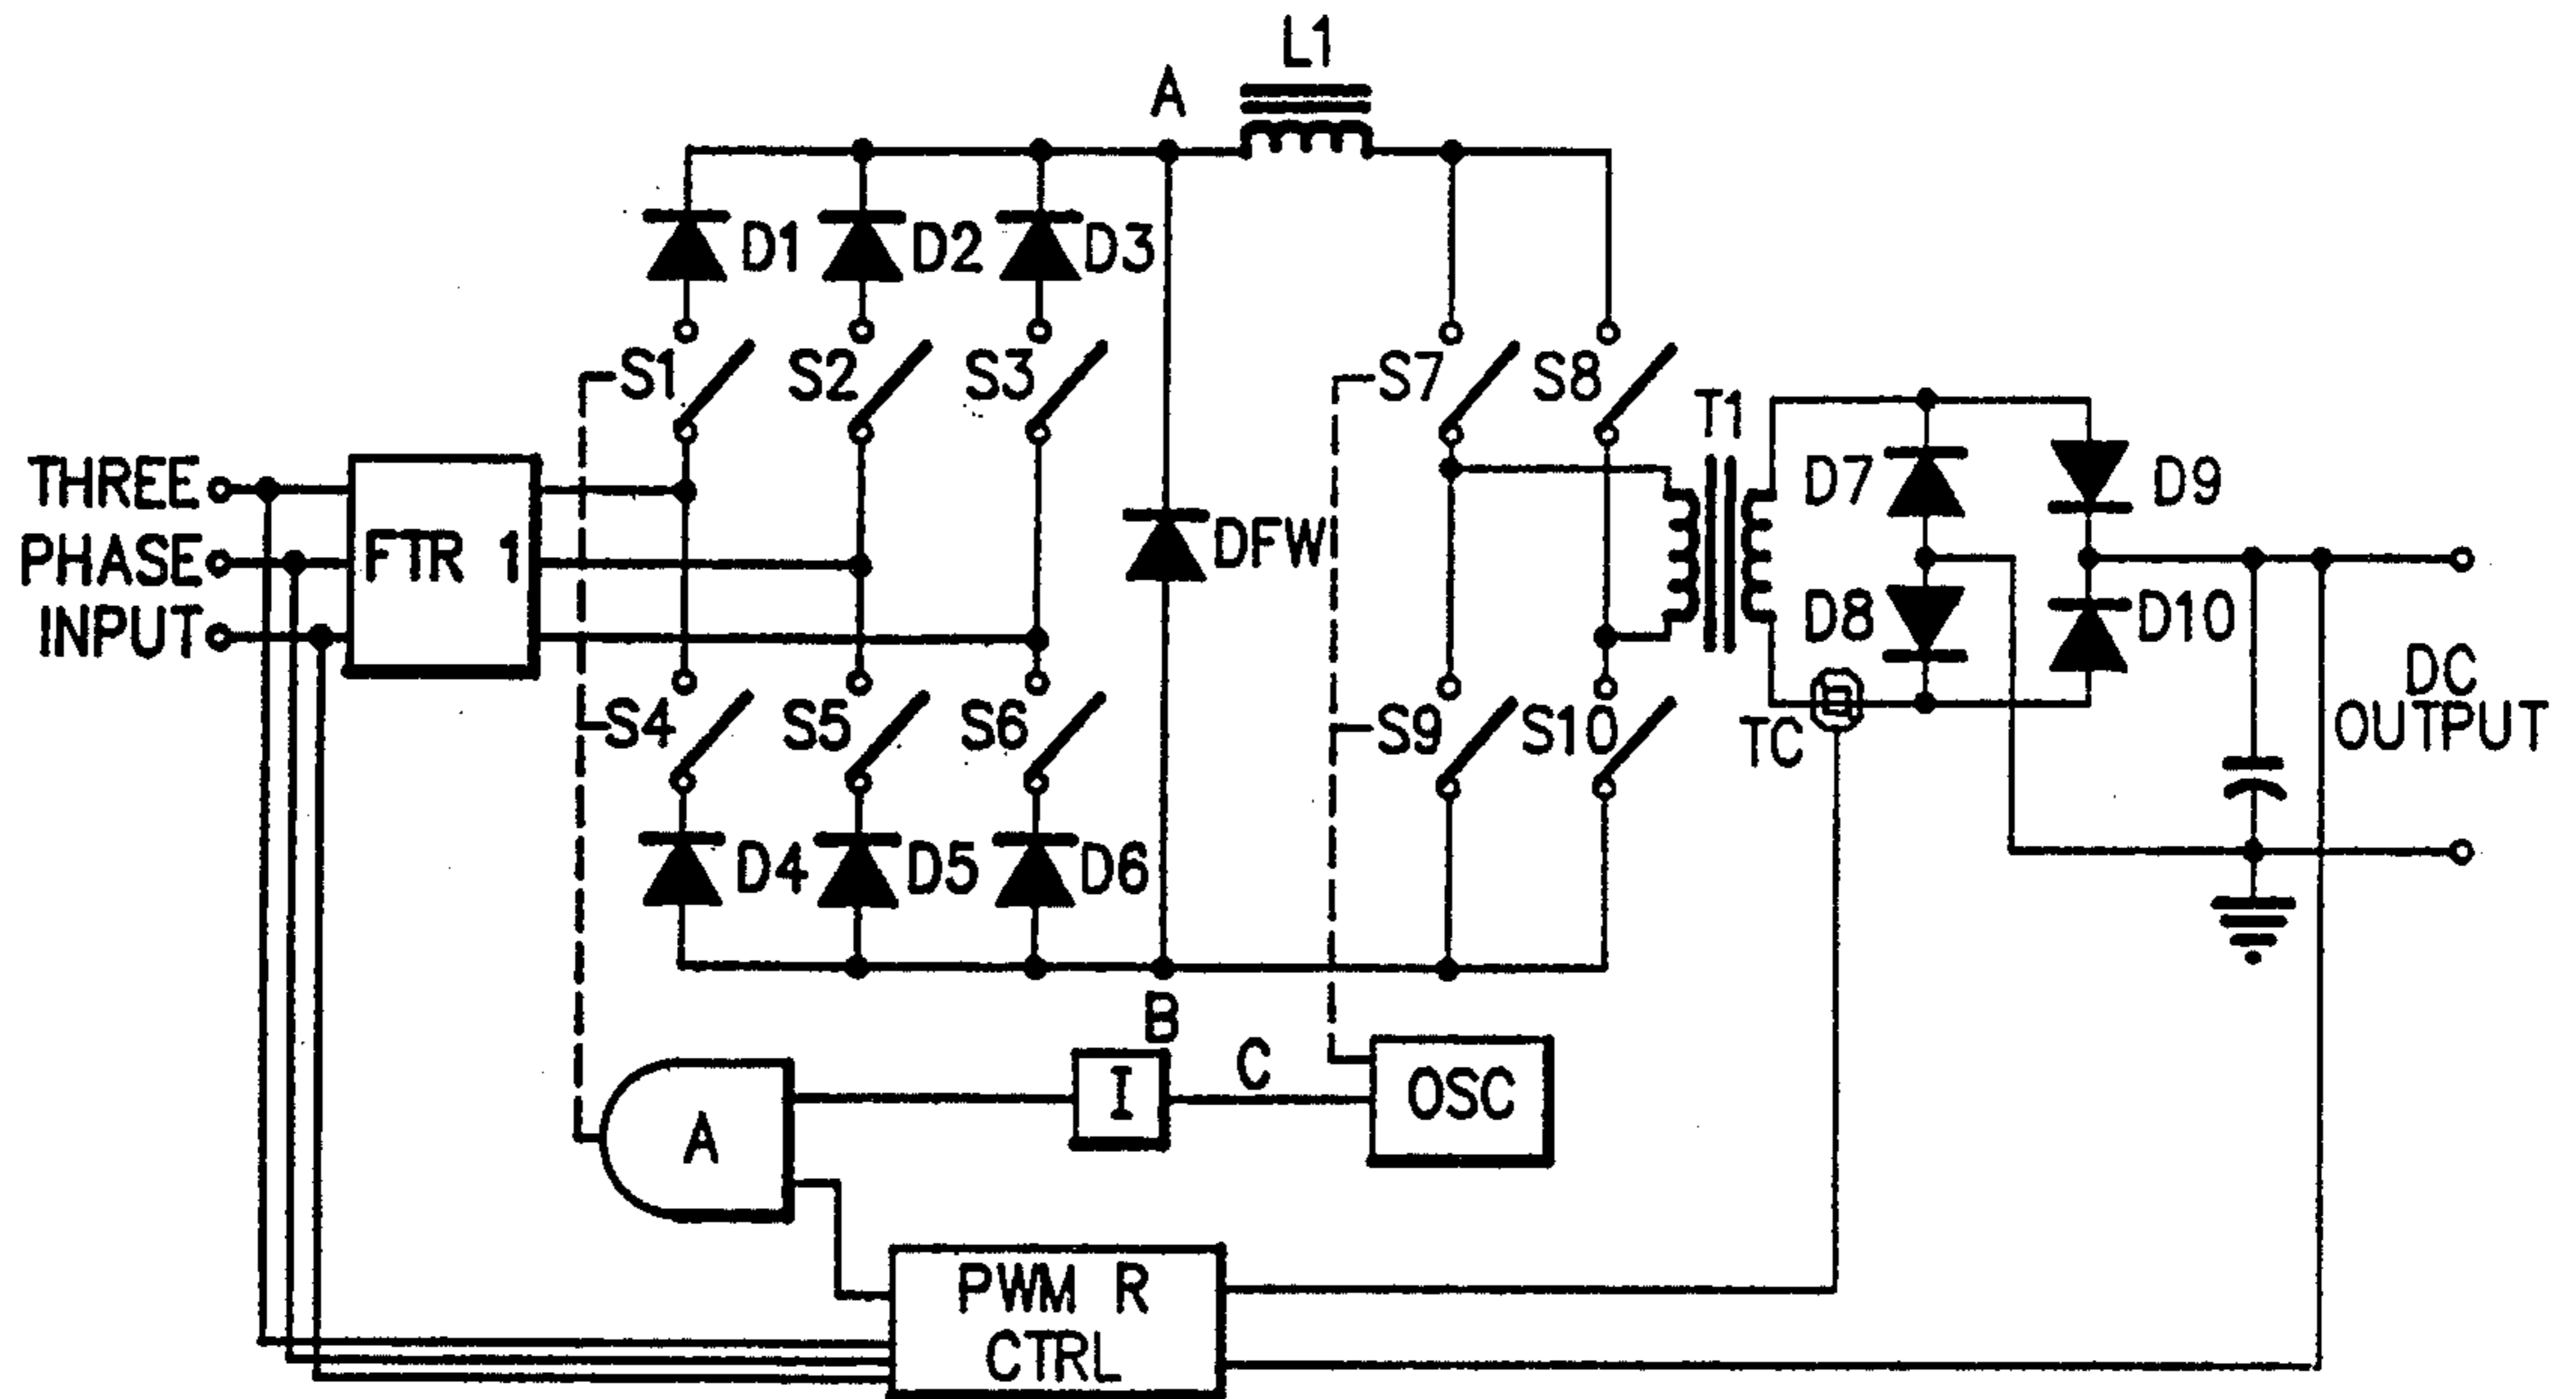 L1
A
D1
D2
D3
S1
S2
S3
S7
S8
T1
THREE
PHASE
INPUT
FTR 1
DFW
D7
D9
D8
D10
S4
S5
S6
S9
S10
TC
DC
OUTPUT
D4
D5
D6
B
I
C
OSC
A
PWM R
CTRL